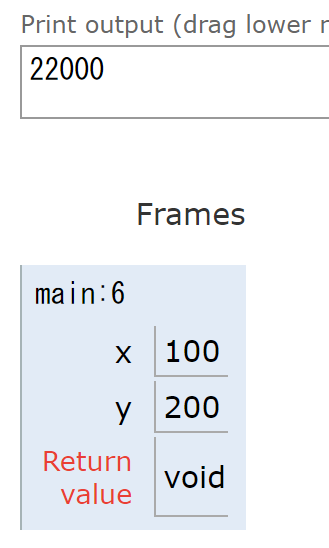 Print output (drag lower r
22000
Frames
main:6
x 100
y 200
Return
value void